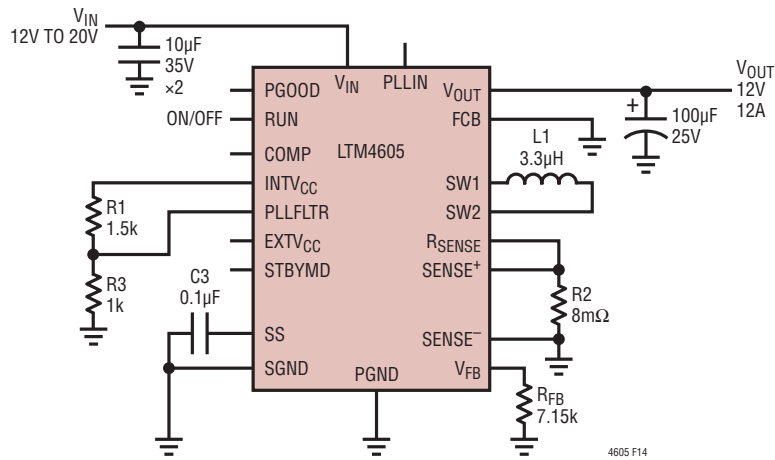 VIN
12V TO 20V
10µF
35V
×2
VIN
PLLIN
PGOOD
VOUT
VOUT
12V
12A
ON/OFF
RUN
FCB
100µF
25V
+
COMP
LTM4605
L1
3.3µH
INTVCC
SW1
R1
1.5k
PLLFLTR
SW2
EXTVCC
RSENSE
STBYMD
SENSE+
R3
1k
C3
0.1µF
R2
8mΩ
SS
SENSE–
SGND
PGND
VFB
RFB
7.15k
4605 F14